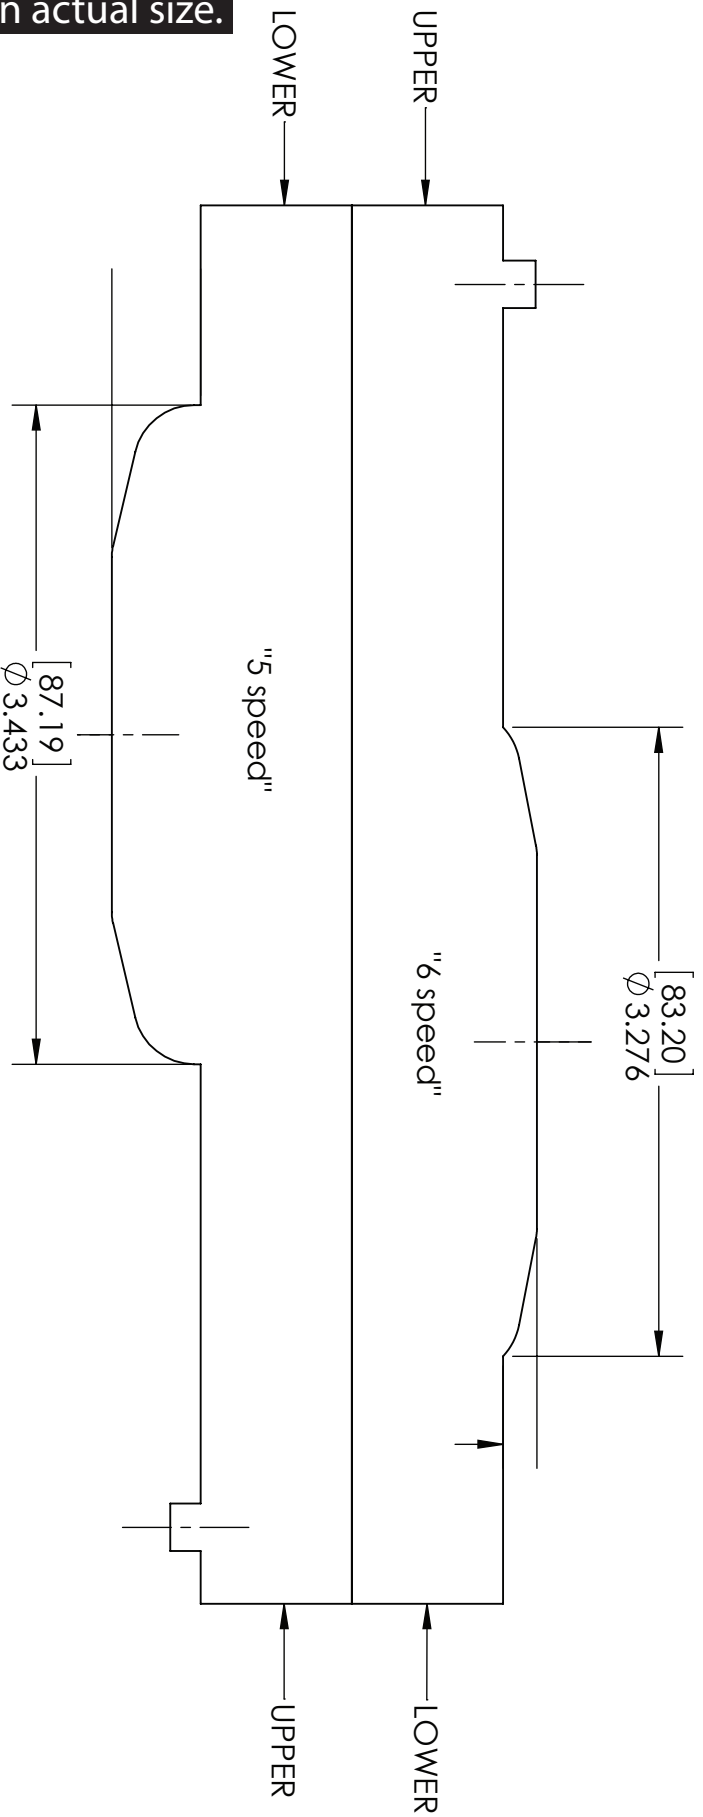 n actual size.
LOWER
UPPER
"5 speed"
[87.19]
Ø 3.433
"6 speed"
[83.20]
Ø 3.276
UPPER
LOWER